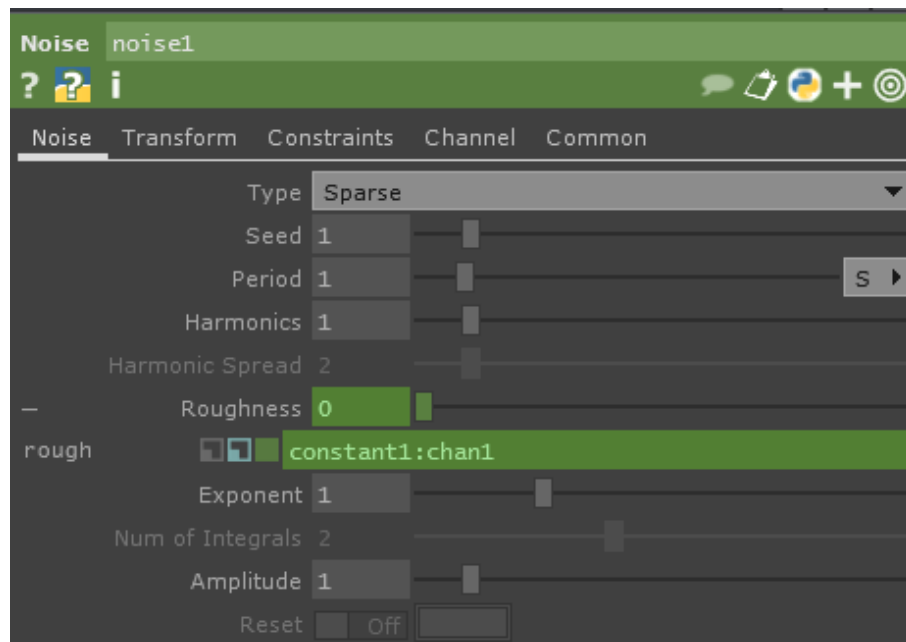 Noise noise1
? ? i
Noise Transform Constraints Channel Common
Type Sparse
Seed 1
Period 1 S
Harmonics 1
Harmonic Spread 2
Roughness 0
rough constant1:chan1
Exponent 1
Num of Integrals 2
Amplitude 1
Reset Off